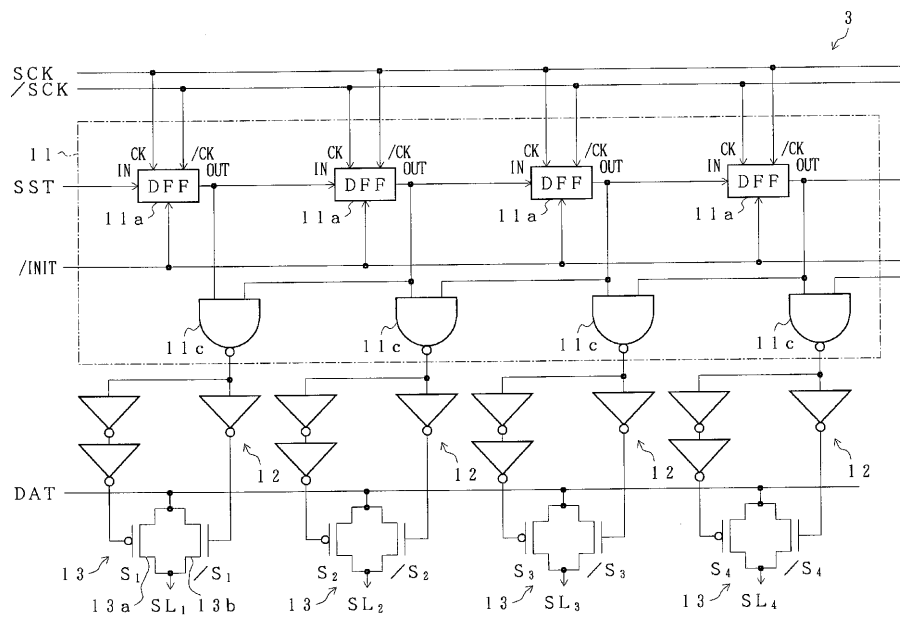 3
SCK
/SCK
11
CK /CK CK /CK CK /CK CK /CK
IN OUT IN OUT IN OUT IN OUT
SST DFF DFF DFF DFF
11a 11a 11a 11a
/INIT
11c 11c 11c 11c
12 12 12 12
DAT
13 S1 /S1 S2 /S2 S3 /S3 S4 /S4
13a SL1 13b 13 SL2 13 SL3 13 SL4